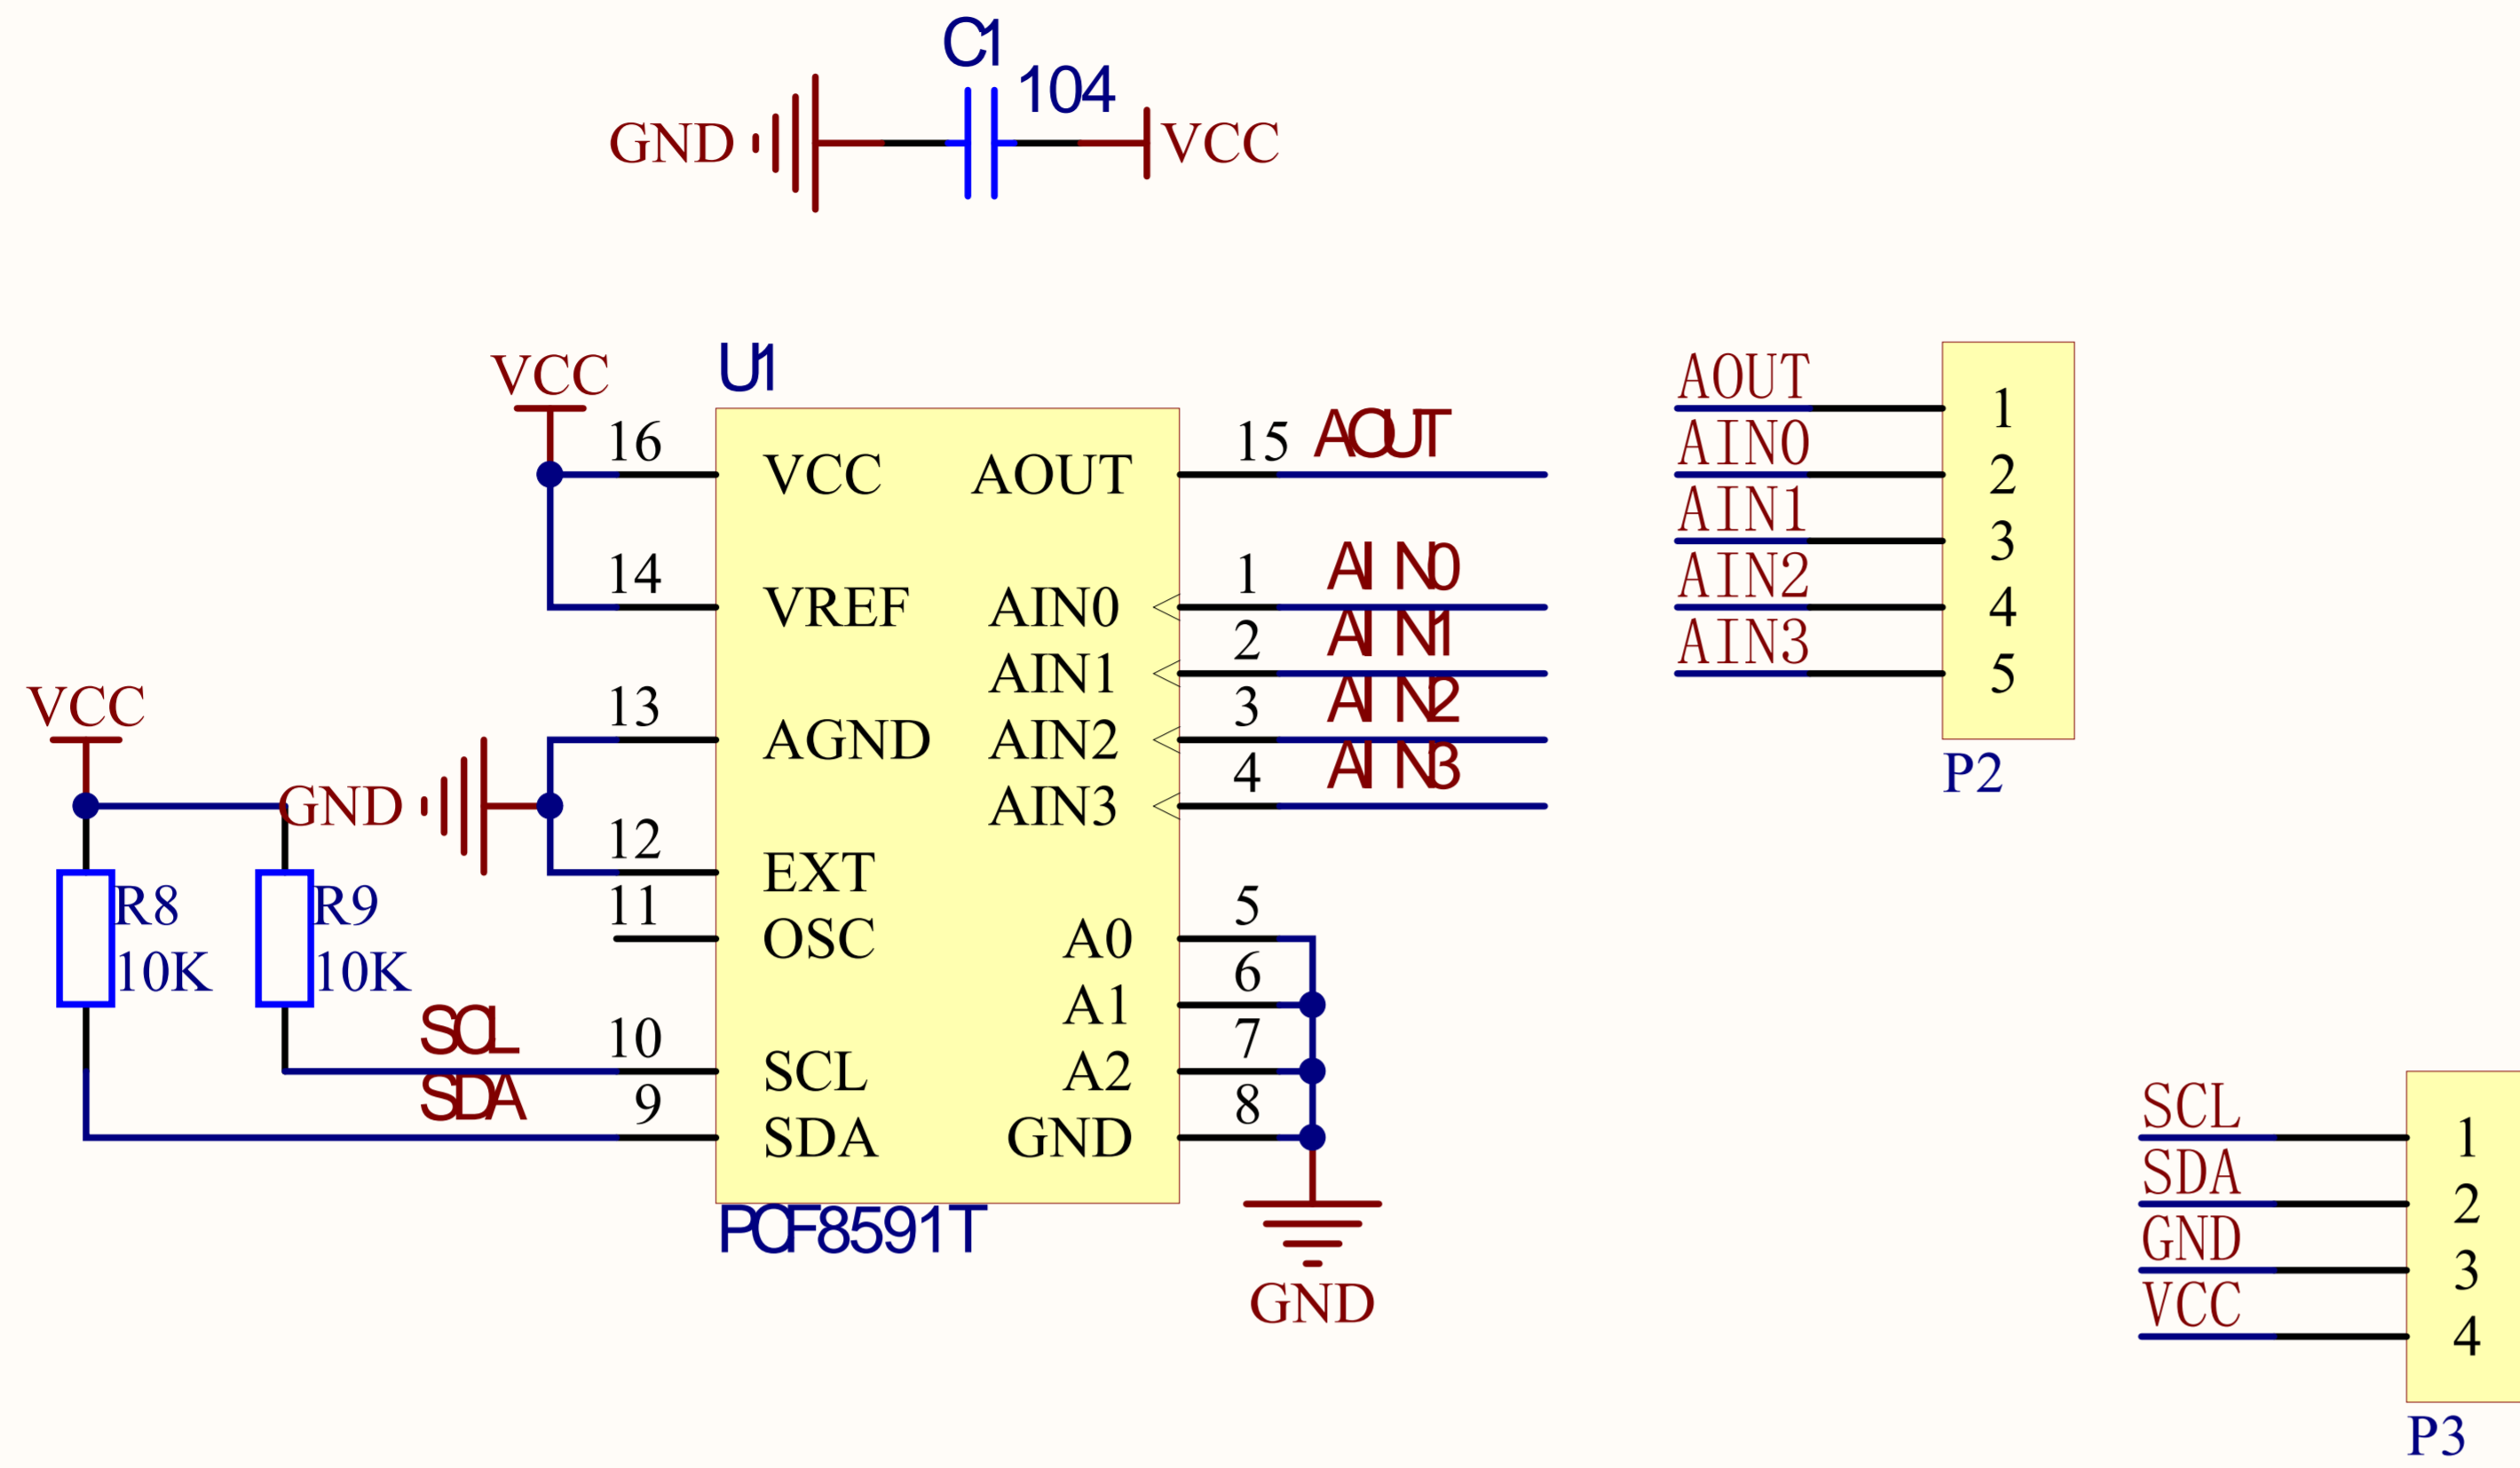 C1
104
GND
VCC
U1
VCC
16
VCC
AOUT
15
AOUT
14
VREF
AIN0
1
AIN0
AIN1
2
AIN1
13
AGND
AIN2
3
AIN2
AIN3
4
AIN3
VCC
GND
12
EXT
11
OSC
A0
5
A1
6
R8
10K
R9
10K
SCL
10
SCL
A2
7
SDA
9
SDA
GND
8
PCF8591T
GND
AOUT
1
AIN0
2
AIN1
3
AIN2
4
AIN3
5
P2
SCL
1
SDA
2
GND
3
VCC
4
P3